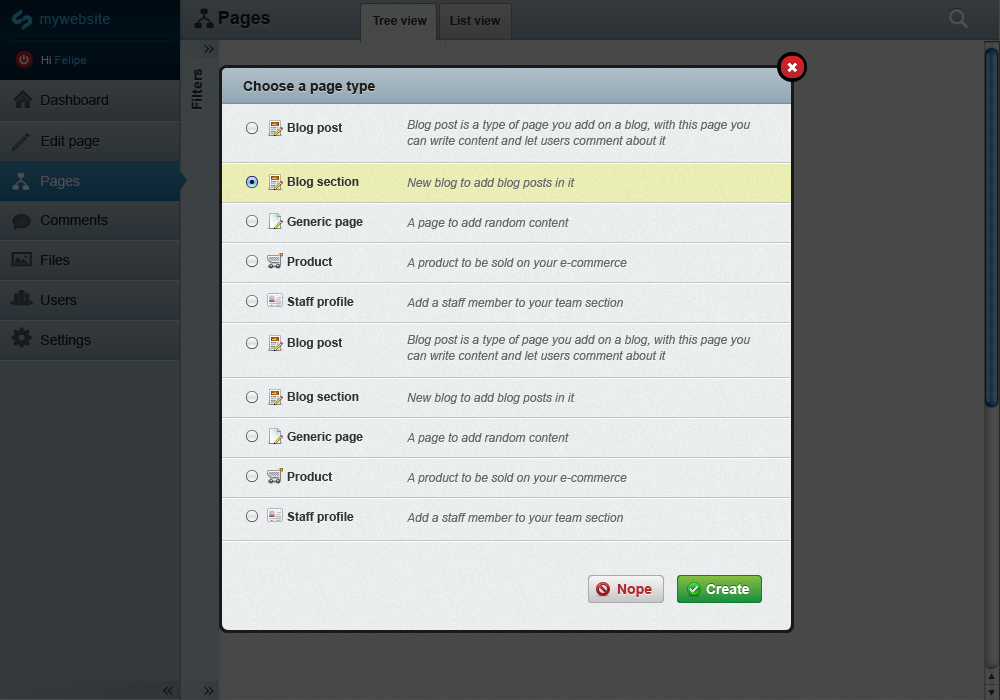 mywebsite
Hi Felipe
Dashboard
Edit page
Pages
Comments
Files
Users
Settings
Pages
Tree view
List view
Filters
Choose a page type
Blog post
Blog post is a type of page you add on a blog, with this page you
can write content and let users comment about it
Blog section
New blog to add blog posts in it
Generic page
A page to add random content
Product
A product to be sold on your e-commerce
Staff profile
Add a staff member to your team section
Blog post
Blog post is a type of page you add on a blog, with this page you
can write content and let users comment about it
Blog section
New blog to add blog posts in it
Generic page
A page to add random content
Product
A product to be sold on your e-commerce
Staff profile
Add a staff member to your team section
Nope
Create